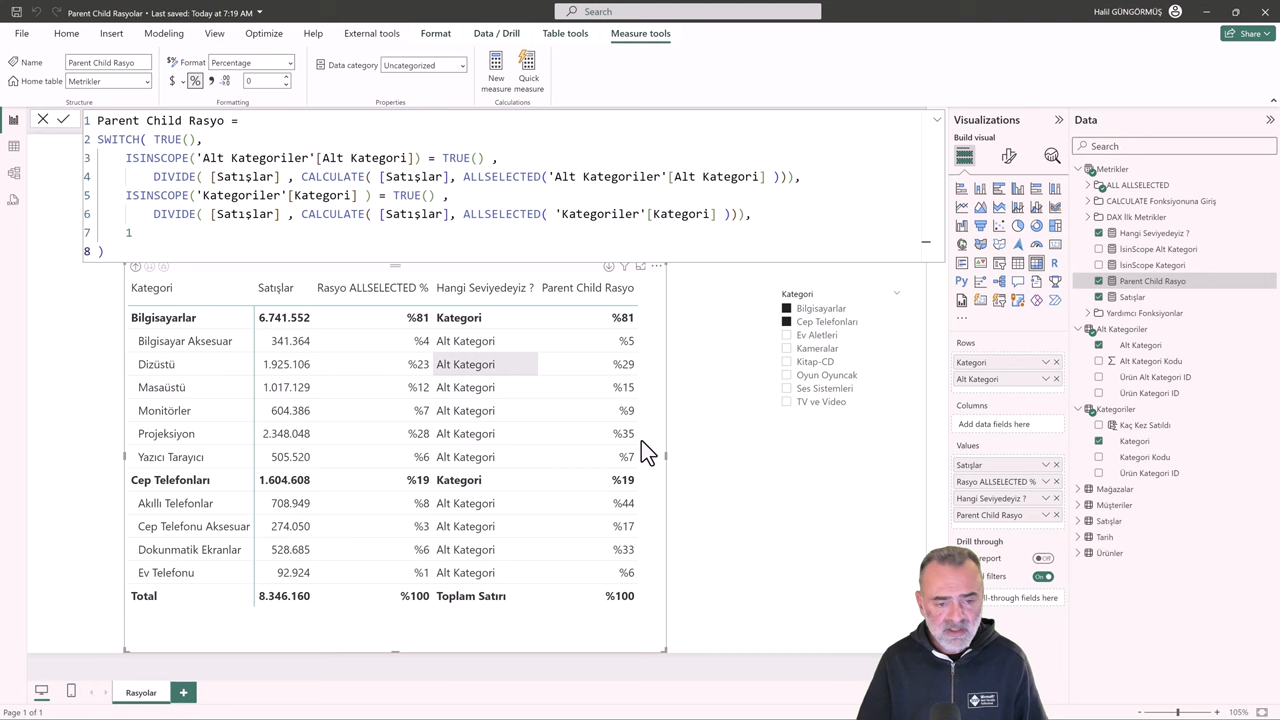 Parent Child Rasyolar • Last saved: Today at 7:19 AM
Search
Halil GÜNGÖRMÜŞ
File Home Insert Modeling View Optimize Help External tools Format Data / Drill Table tools Measure tools
Share
Name Parent Child Rasyo
Home table Metrikler
Structure
Format Percentage
$ % 0
Formatting
Data category Uncategorized
Properties
New measure Quick measure
Calculations
1 Parent Child Rasyo =
2 SWITCH( TRUE(),
3 ISINSCOPE('Alt Kategoriler'[Alt Kategori]) = TRUE() ,
4 DIVIDE( [Satışlar] , CALCULATE( [Satışlar], ALLSELECTED('Alt Kategoriler'[Alt Kategori] ))),
5 ISINSCOPE('Kategoriler'[Kategori] ) = TRUE() ,
6 DIVIDE( [Satışlar] , CALCULATE( [Satışlar], ALLSELECTED( 'Kategoriler'[Kategori] ))),
7 1
8 )
Kategori Satışlar Rasyo ALLSELECTED % Hangi Seviyedeyiz ? Parent Child Rasyo
Bilgisayarlar 6.741.552 %81 Kategori %81
Bilgisayar Aksesuar 341.364 %4 Alt Kategori %5
Dizüstü 1.925.106 %23 Alt Kategori %29
Masaüstü 1.017.129 %12 Alt Kategori %15
Monitörler 604.386 %7 Alt Kategori %9
Projeksiyon 2.348.048 %28 Alt Kategori %35
Yazıcı Tarayıcı 505.520 %6 Alt Kategori %7
Cep Telefonları 1.604.608 %19 Kategori %19
Akıllı Telefonlar 708.949 %8 Alt Kategori %44
Cep Telefonu Aksesuar 274.050 %3 Alt Kategori %17
Dokunmatik Ekranlar 528.685 %6 Alt Kategori %33
Ev Telefonu 92.924 %1 Alt Kategori %6
Total 8.346.160 %100 Toplam Satırı %100
Kategori
Bilgisayarlar
Cep Telefonları
Ev Aletleri
Kameralar
Kitap-CD
Oyun Oyuncak
Ses Sistemleri
TV ve Video
Visualizations
Build visual
Rows
Kategori
Alt Kategori
Columns
Add data fields here
Values
Satışlar
Rasyo ALLSELECTED %
Hangi Seviyedeyiz ?
Parent Child Rasyo
Drill through
report Off
filters On
ll-through fields here
Data
Search
Metrikler
ALL ALLSELECTED
CALCULATE Fonksiyonuna Giriş
DAX İlk Metrikler
Hangi Seviyedeyiz ?
İsinScope Alt Kategori
İsinScope Kategori
Parent Child Rasyo
Satışlar
Yardımcı Fonksiyonlar
Alt Kategoriler
Alt Kategori
Alt Kategori Kodu
Ürün Alt Kategori ID
Ürün Kategori ID
Kategoriler
Kaç Kez Satıldı
Kategori
Kategori Kodu
Ürün Kategori ID
Mağazalar
Müşteriler
Satışlar
Tarih
Ürünler
Rasyolar
Page 1 of 1
105%